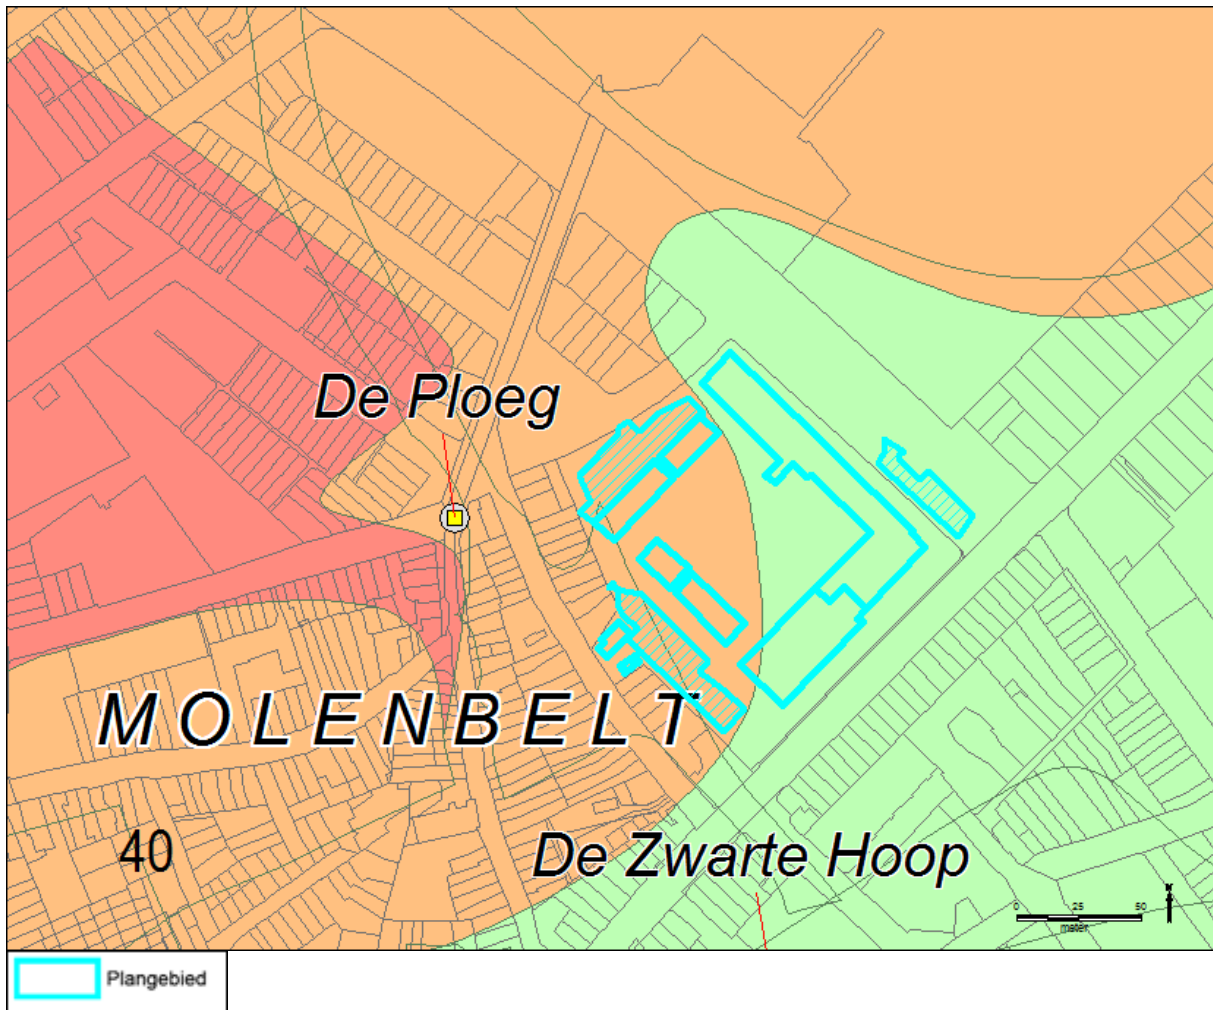 De Ploeg
MOLENBELT
40
De Zwarte Hoop
0 25 50
meter
Plangebied